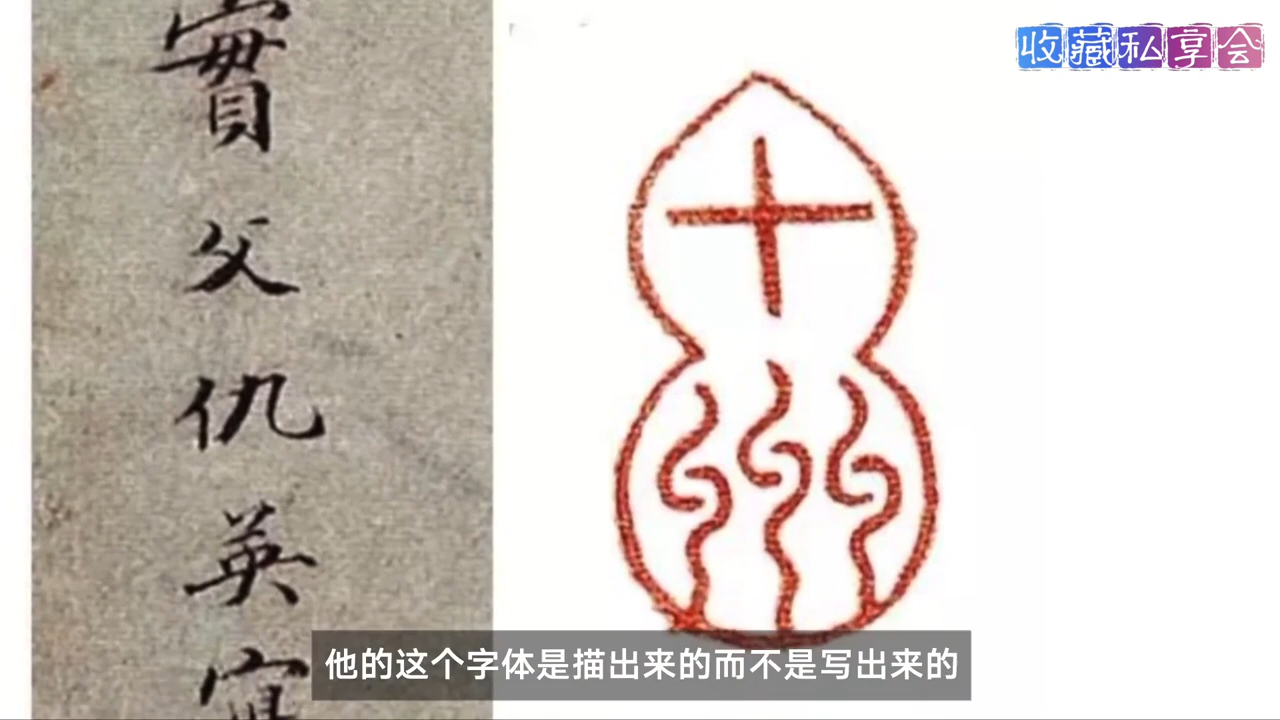 收藏私享会
實父仇英
十州
他的这个字体是描出来的而不是写出来的